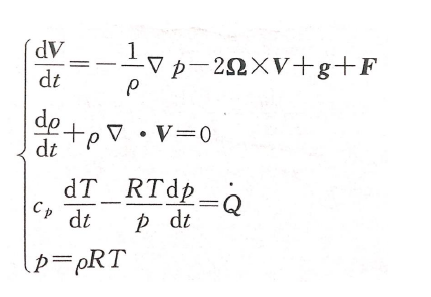 dV/dt = −1/ρ ∇ p − 2Ω×V + g + F
dρ/dt + ρ ∇ · V = 0
c_p dT/dt − RT/p dp/dt = Q̇
p = ρRT